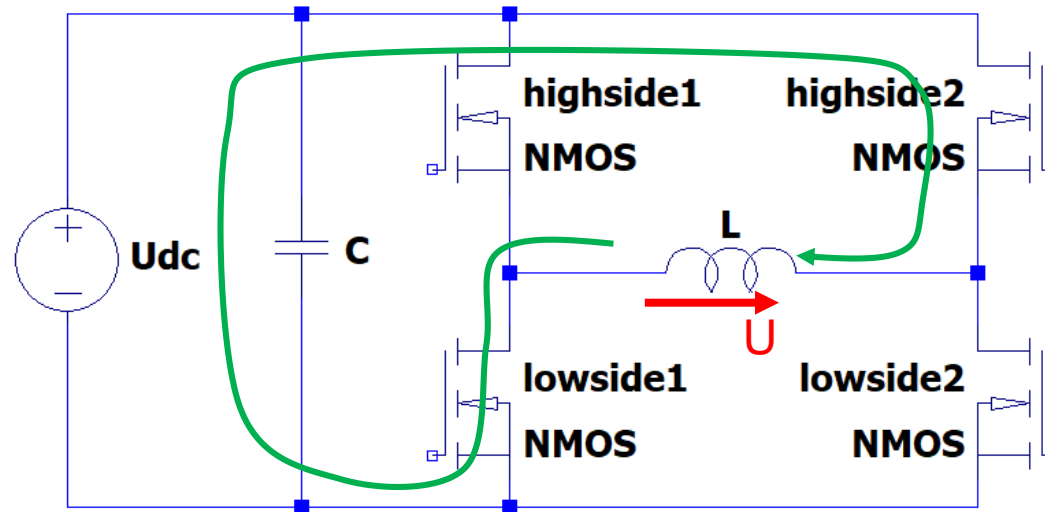 highside1
highside2
NMOS
NMOS
L
Udc
C
U
lowside1
lowside2
NMOS
NMOS